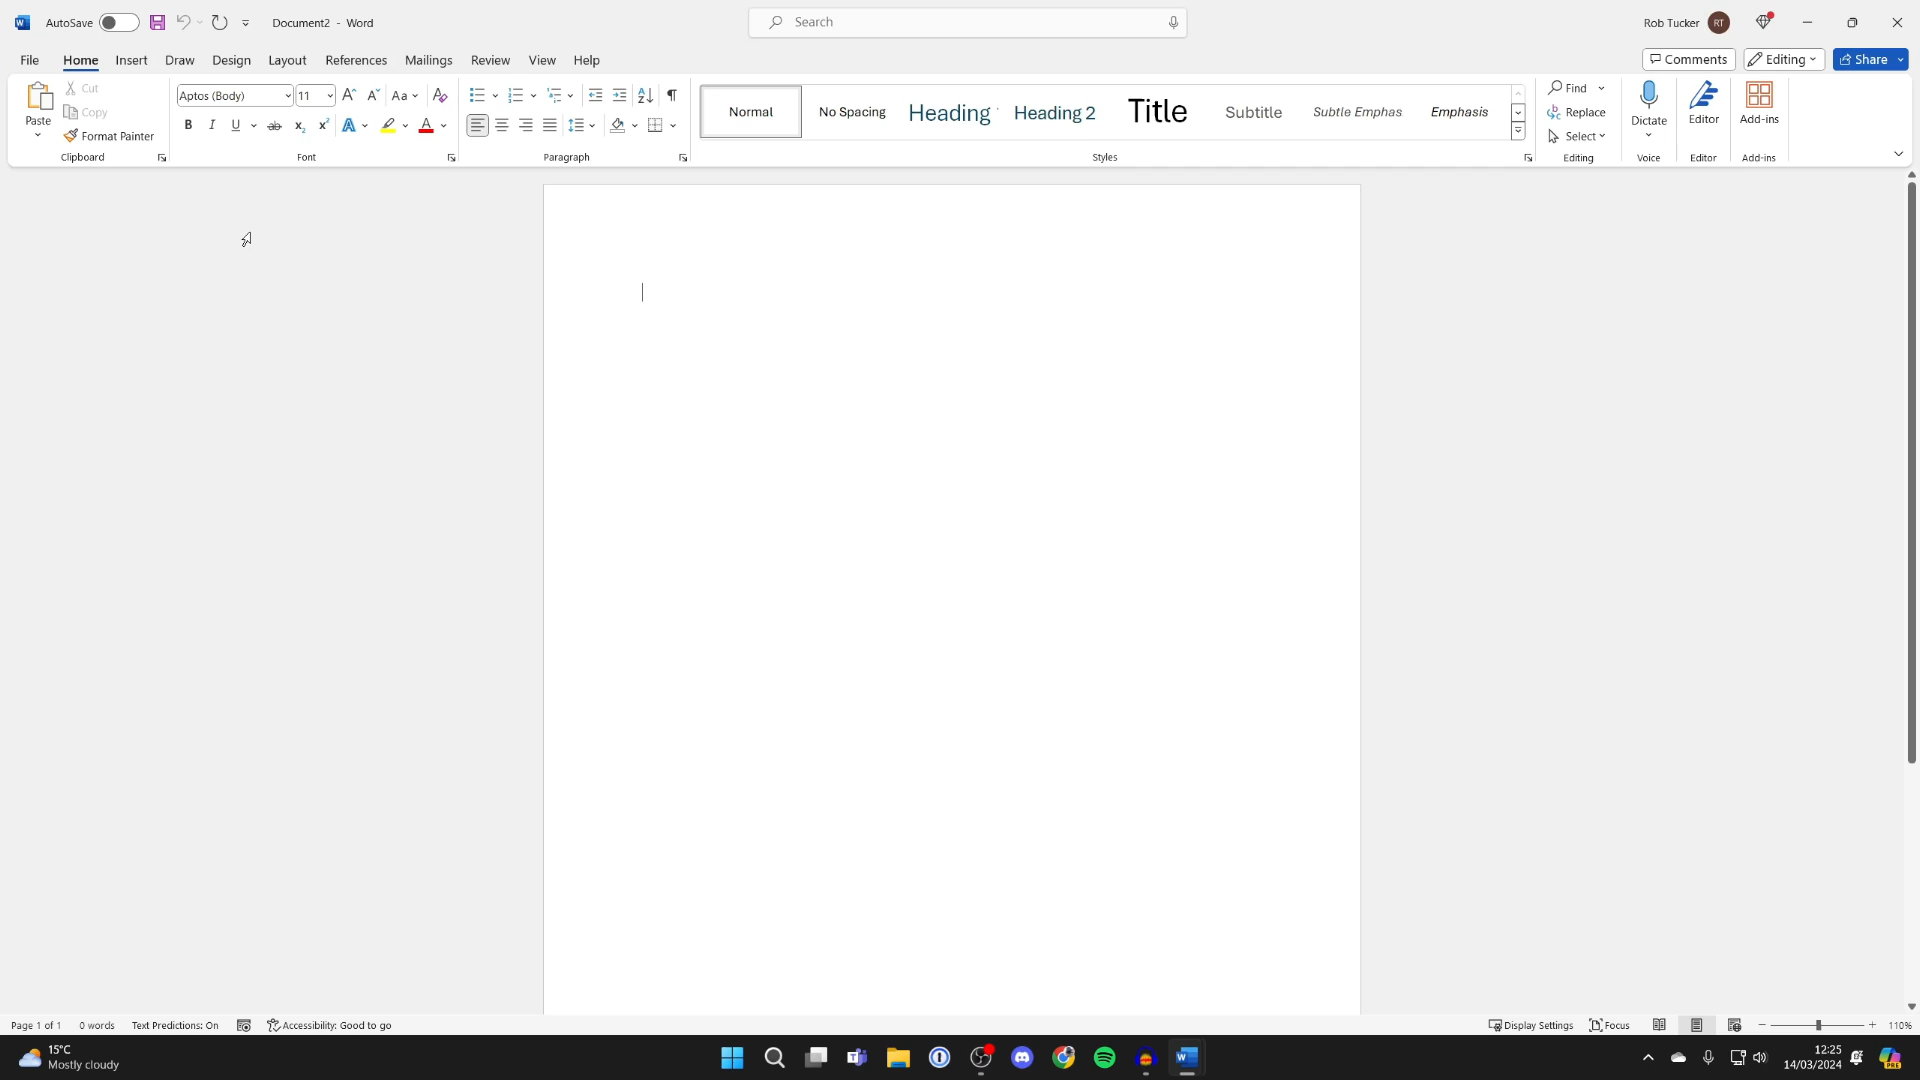 AutoSave Document2 - Word Search Rob Tucker RT
File Home Insert Draw Design Layout References Mailings Review View Help Comments Editing Share
Paste
Cut
Copy
Format Painter
Clipboard
Aptos (Body) 11 Aa
B I U ab x₂ x² A A
Font
Paragraph
Normal No Spacing Heading Heading 2 Title Subtitle Subtle Emphas Emphasis
Styles
Find
Replace
Select
Editing
Dictate
Voice
Editor
Editor
Add-ins
Add-ins
Page 1 of 1 0 words Text Predictions: On Accessibility: Good to go Display Settings Focus 110%
15°C
Mostly cloudy
12:25
14/03/2024
PRE